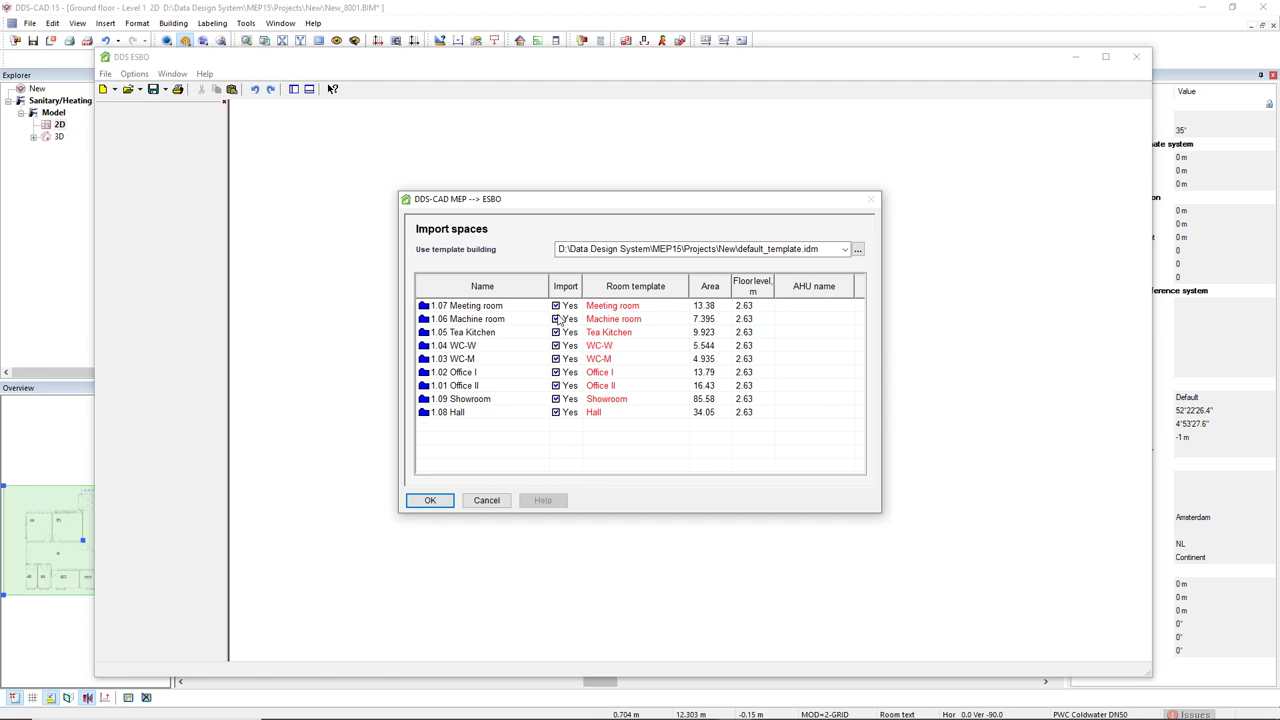 DDS-CAD 15 - [Ground floor - Level 1 2D D:\Data Design System\MEP15\Projects\New\New_8001.BIM*]
File Edit View Insert Format Building Labeling Tools Window Help
Explorer
New
Sanitary/Heating
Model
2D
3D
Overview
DDS ESBO
File Options Window Help
DDS-CAD MEP --> ESBO
Import spaces
Use template building D:\Data Design System\MEP15\Projects\New\default_template.idm ...
Name Import Room template Area Floor level, m AHU name
1.07 Meeting room Yes Meeting room 13.38 2.63
1.06 Machine room Yes Machine room 7.395 2.63
1.05 Tea Kitchen Yes Tea Kitchen 9.923 2.63
1.04 WC-W Yes WC-W 5.544 2.63
1.03 WC-M Yes WC-M 4.935 2.63
1.02 Office I Yes Office I 13.79 2.63
1.01 Office II Yes Office II 16.43 2.63
1.09 Showroom Yes Showroom 85.58 2.63
1.08 Hall Yes Hall 34.05 2.63
OK Cancel Help
Value
35°
ate system
0 m
0 m
0 m
on
0 m
0 m
0 m
0
0
0
ference system
Default
52°22'26.4"
4°53'27.6"
-1 m
Amsterdam
NL
Continent
0 m
0 m
0 m
0°
0°
0°
0.704 m 12.303 m -0.15 m MOD=2-GRID Room text Hor 0.0 Ver -90.0 PWC Coldwater DN50 Issues